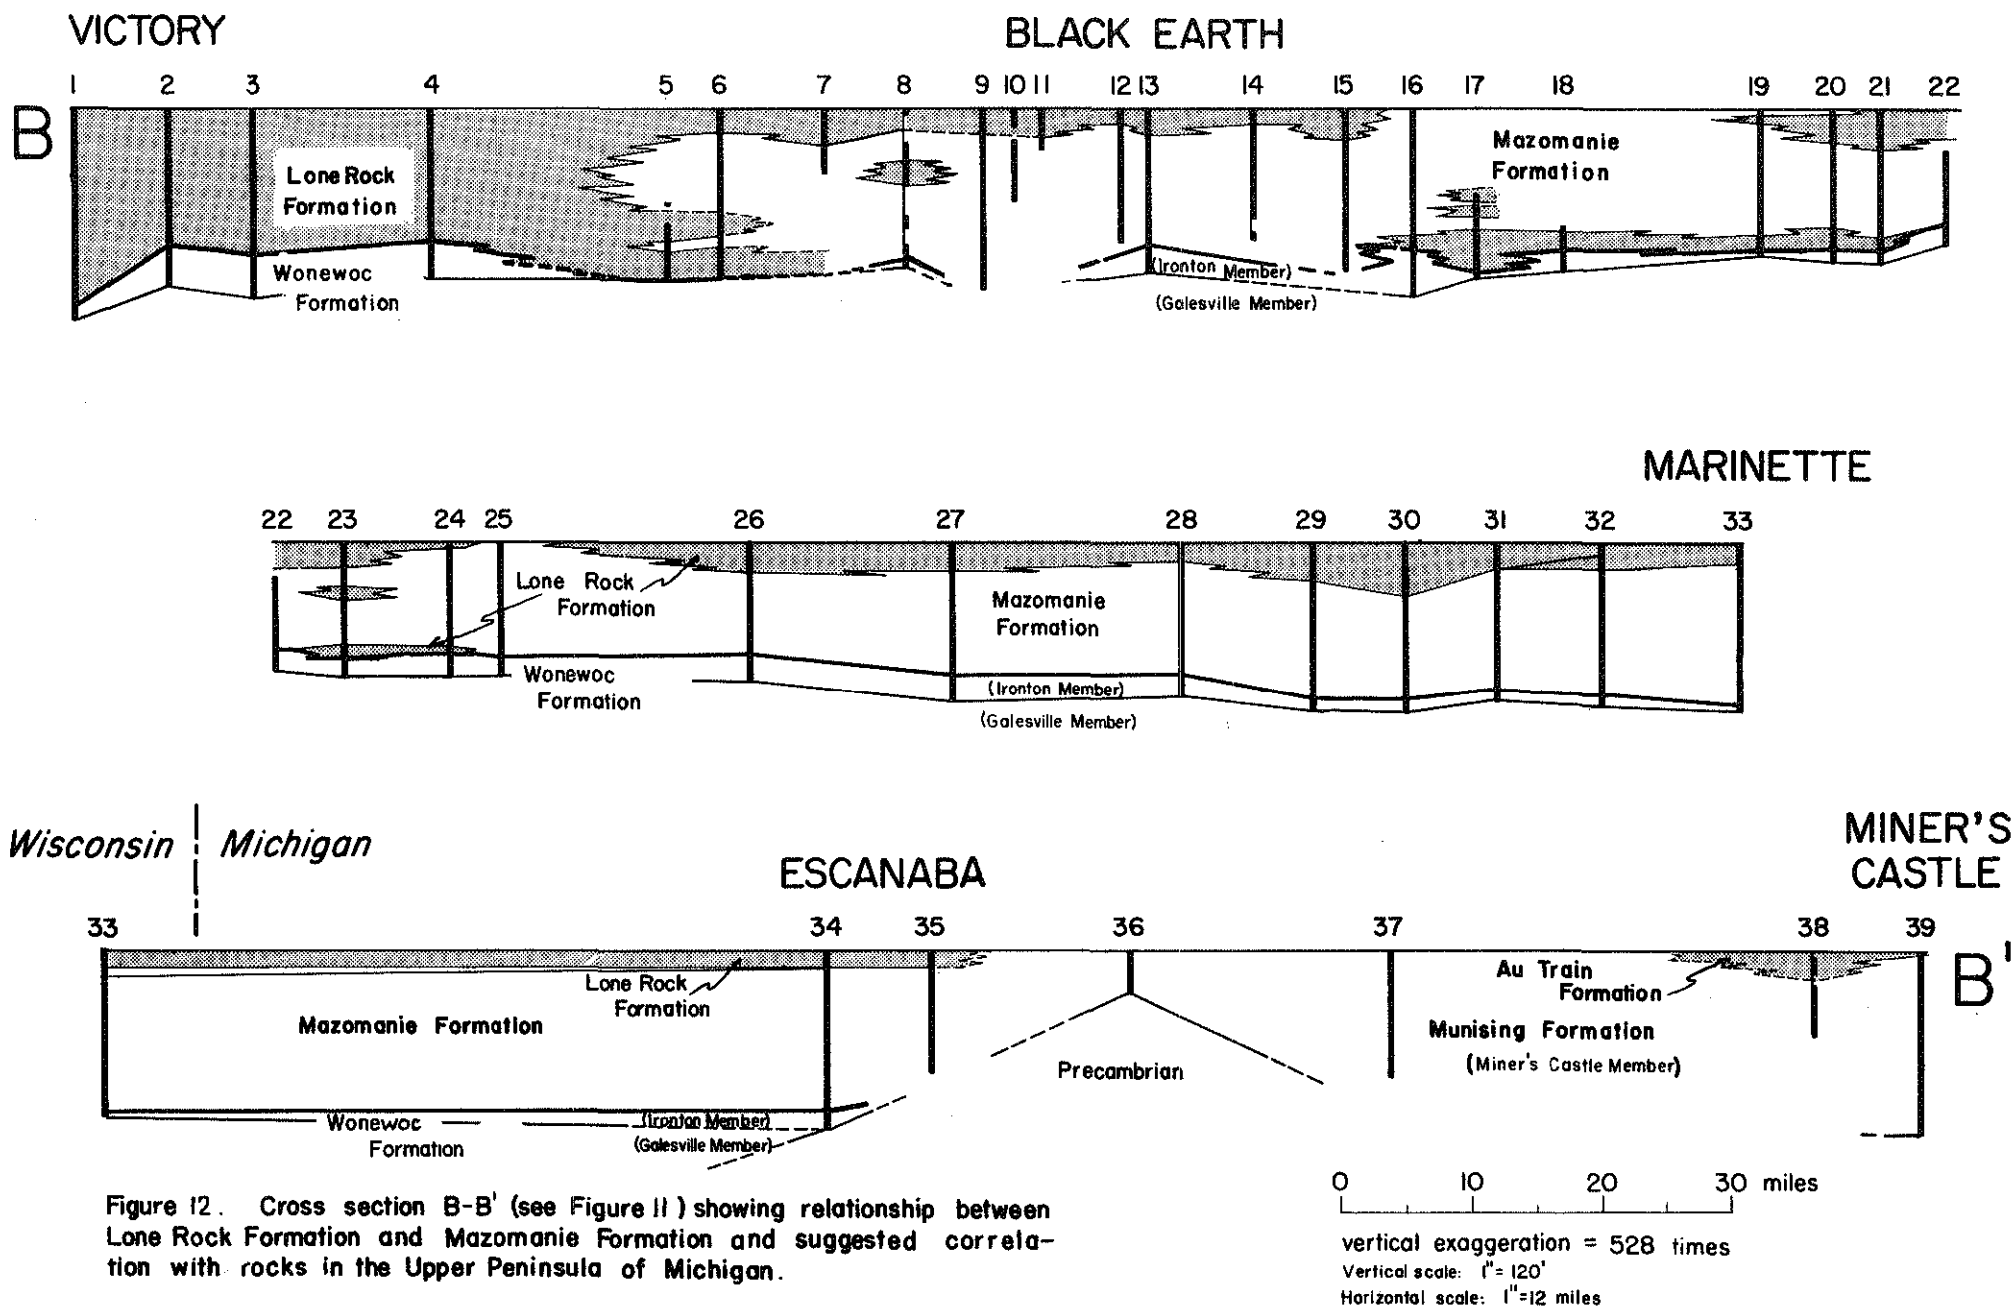 VICTORY
BLACK EARTH
1 2 3 4 5 6 7 8 9 10 11 12 13 14 15 16 17 18 19 20 21 22
B
Lone Rock
Formation
Mazomanie
Formation
Wonewoc
Formation
(Ironton Member)
(Galesville Member)
MARINETTE
22 23 24 25 26 27 28 29 30 31 32 33
Lone Rock
Formation
Mazomanie
Formation
Wonewoc
Formation
(Ironton Member)
(Galesville Member)
Wisconsin Michigan
ESCANABA
MINER'S
CASTLE
33 34 35 36 37 38 39
B'
Lone Rock
Formation
Au Train
Formation
Mazomanie Formation
Munising Formation
(Miner's Castle Member)
Precambrian
Wonewoc
Formation
(Ironton Member)
(Galesville Member)
Figure 12. Cross section B-B' (see Figure 11) showing relationship between
Lone Rock Formation and Mazomanie Formation and suggested correla-
tion with rocks in the Upper Peninsula of Michigan.
0 10 20 30 miles
vertical exaggeration = 528 times
Vertical scale: 1"= 120'
Horizontal scale: 1"=12 miles